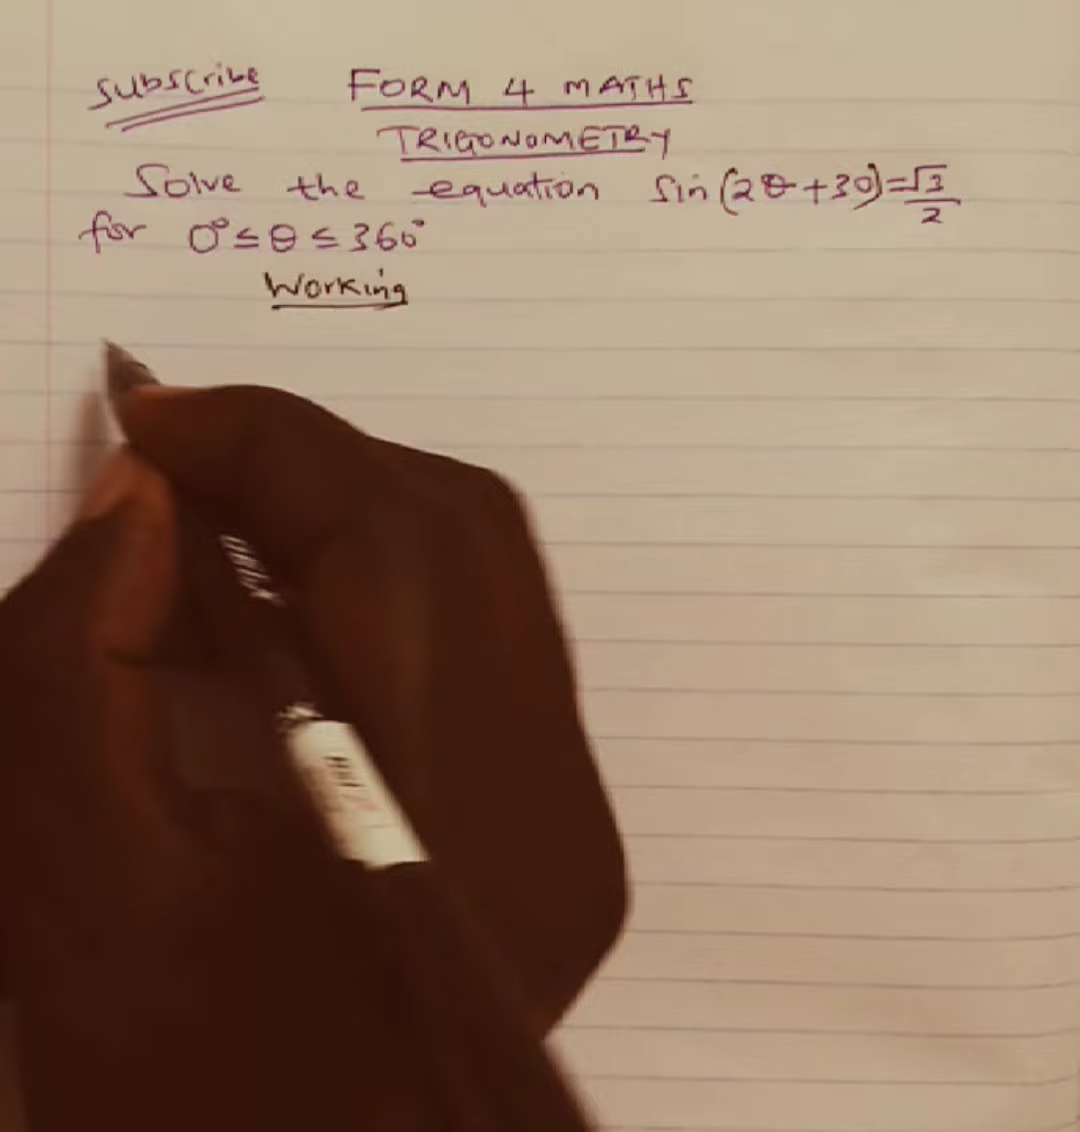 Subscribe FORM 4 MATHS
TRIGONOMETRY
Solve the equation Sin(2θ+30)=√3/2
for 0°≤θ≤360°
Working